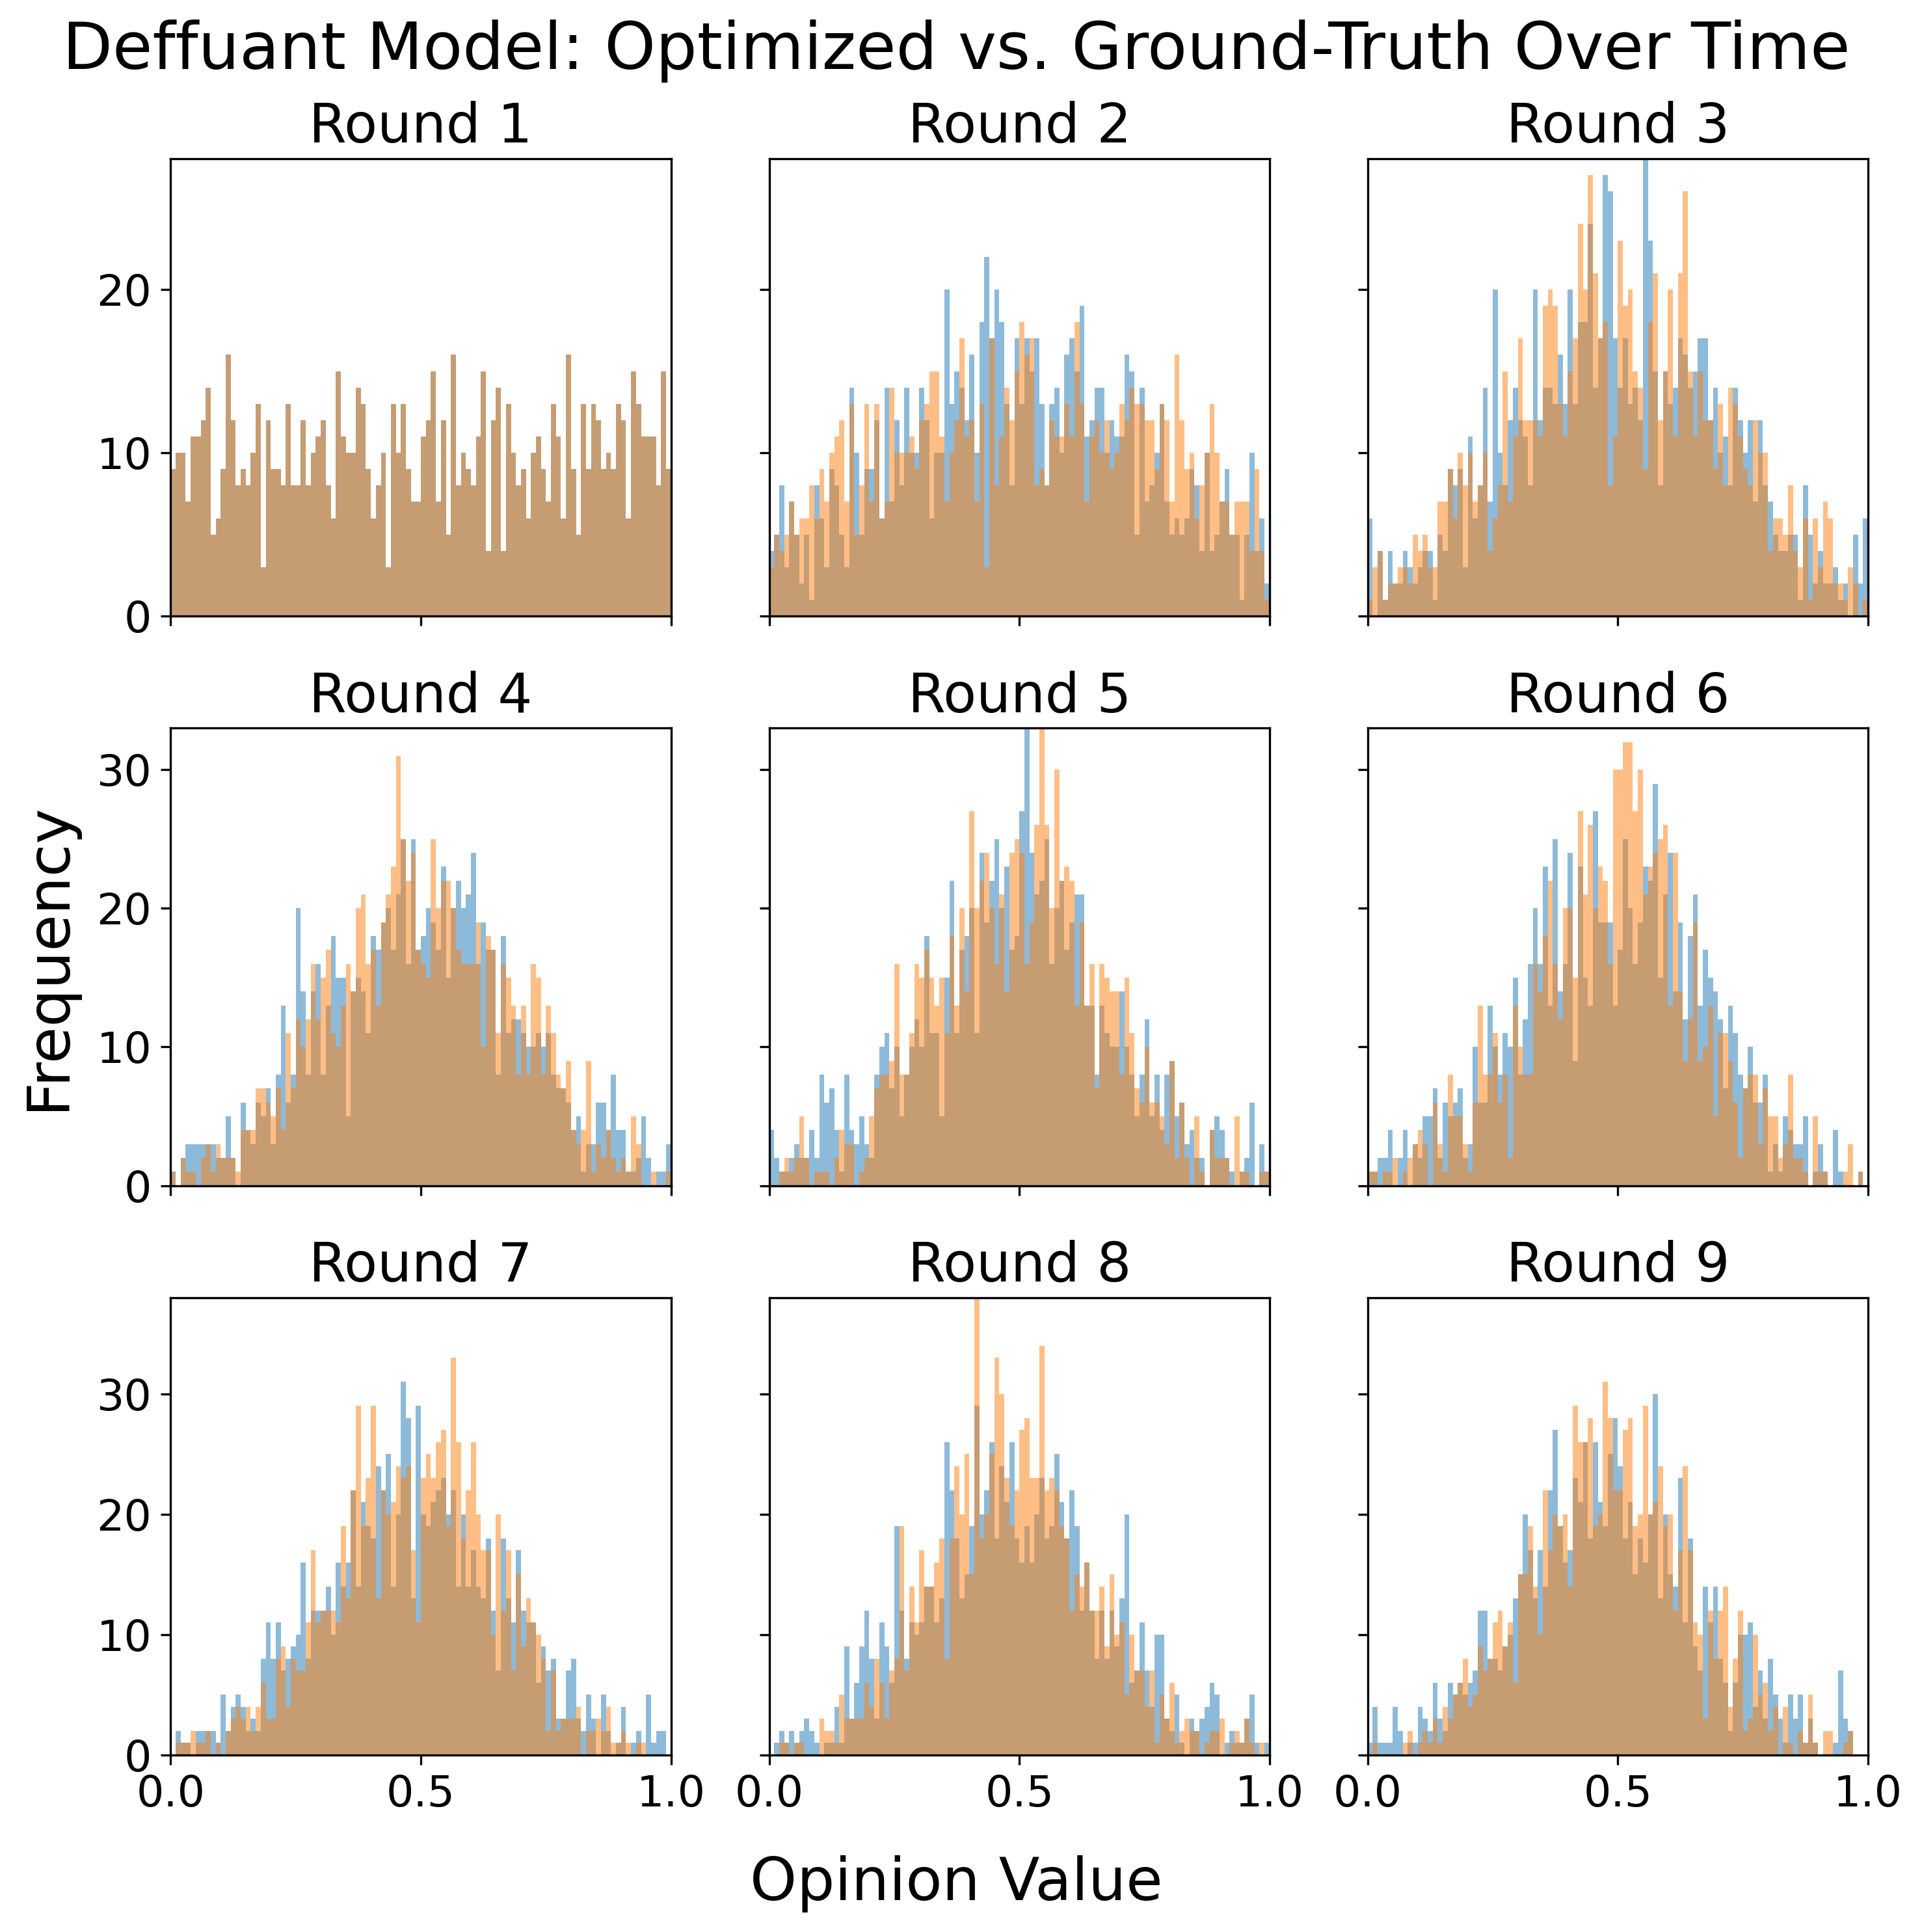 Deffuant Model: Optimized vs. Ground-Truth Over Time
Round 1
Round 2
Round 3
20
10
0
Round 4
Round 5
Round 6
30
20
10
0
Frequency
Round 7
Round 8
Round 9
30
20
10
0
0.0 0.5 1.0 0.0 0.5 1.0 0.0 0.5 1.0
Opinion Value